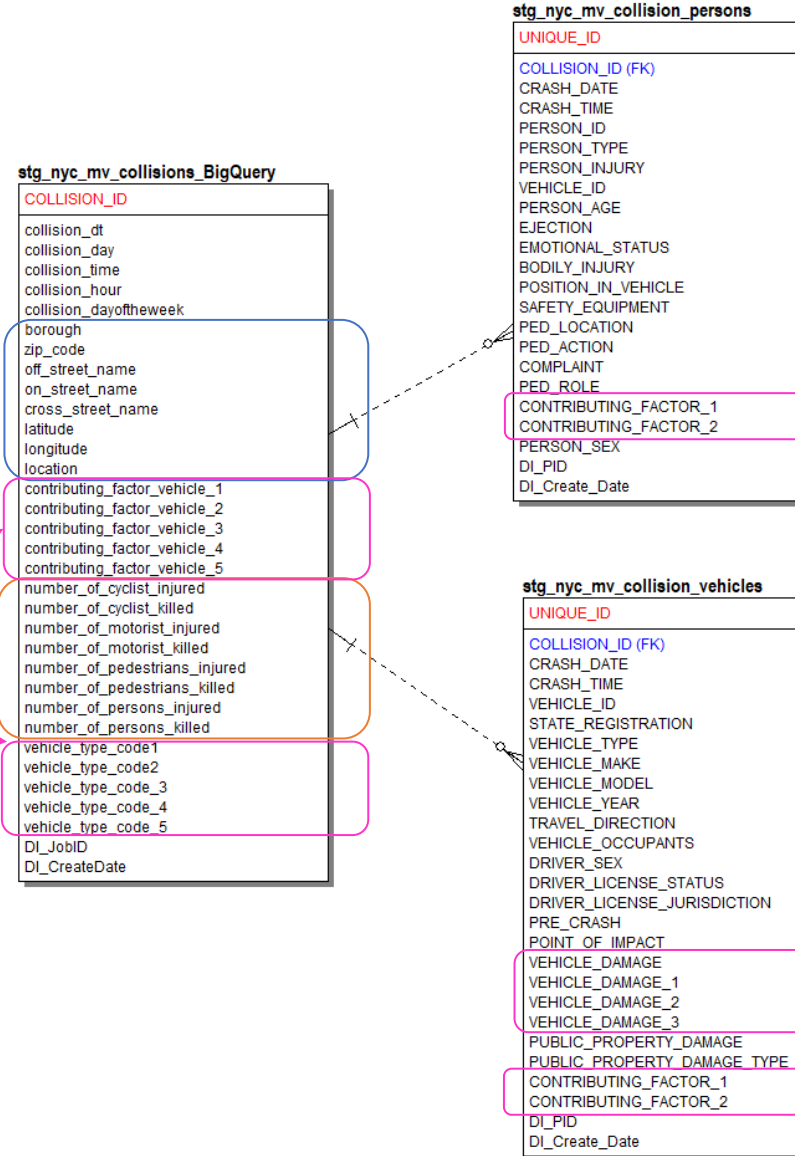 stg_nyc_mv_collision_persons
UNIQUE_ID
COLLISION_ID (FK)
CRASH_DATE
CRASH_TIME
PERSON_ID
PERSON_TYPE
PERSON_INJURY
VEHICLE_ID
PERSON_AGE
EJECTION
EMOTIONAL_STATUS
BODILY_INJURY
POSITION_IN_VEHICLE
SAFETY_EQUIPMENT
PED_LOCATION
PED_ACTION
COMPLAINT
PED_ROLE
CONTRIBUTING_FACTOR_1
CONTRIBUTING_FACTOR_2
PERSON_SEX
DI_PID
DI_Create_Date
stg_nyc_mv_collisions_BigQuery
COLLISION_ID
collision_dt
collision_day
collision_time
collision_hour
collision_dayoftheweek
borough
zip_code
off_street_name
on_street_name
cross_street_name
latitude
longitude
location
contributing_factor_vehicle_1
contributing_factor_vehicle_2
contributing_factor_vehicle_3
contributing_factor_vehicle_4
contributing_factor_vehicle_5
number_of_cyclist_injured
number_of_cyclist_killed
number_of_motorist_injured
number_of_motorist_killed
number_of_pedestrians_injured
number_of_pedestrians_killed
number_of_persons_injured
number_of_persons_killed
vehicle_type_code1
vehicle_type_code2
vehicle_type_code_3
vehicle_type_code_4
vehicle_type_code_5
DI_JobID
DI_CreateDate
stg_nyc_mv_collision_vehicles
UNIQUE_ID
COLLISION_ID (FK)
CRASH_DATE
CRASH_TIME
VEHICLE_ID
STATE_REGISTRATION
VEHICLE_TYPE
VEHICLE_MAKE
VEHICLE_MODEL
VEHICLE_YEAR
TRAVEL_DIRECTION
VEHICLE_OCCUPANTS
DRIVER_SEX
DRIVER_LICENSE_STATUS
DRIVER_LICENSE_JURISDICTION
PRE_CRASH
POINT_OF_IMPACT
VEHICLE_DAMAGE
VEHICLE_DAMAGE_1
VEHICLE_DAMAGE_2
VEHICLE_DAMAGE_3
PUBLIC_PROPERTY_DAMAGE
PUBLIC_PROPERTY_DAMAGE_TYPE
CONTRIBUTING_FACTOR_1
CONTRIBUTING_FACTOR_2
DI_PID
DI_Create_Date